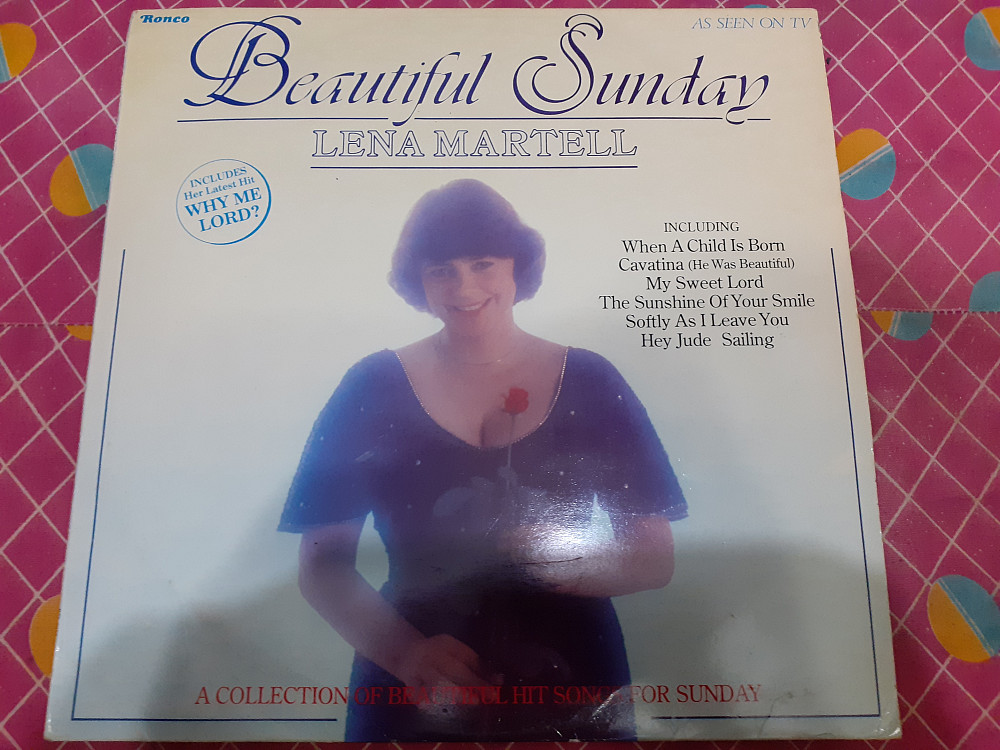 Ronco
AS SEEN ON TV
Beautiful Sunday
LENA MARTELL
INCLUDES
Her Latest Hit
WHY ME
LORD?
INCLUDING
When A Child Is Born
Cavatina (He Was Beautiful)
My Sweet Lord
The Sunshine Of Your Smile
Softly As I Leave You
Hey Jude Sailing
A COLLECTION OF BEAUTIFUL HIT SONGS FOR SUNDAY